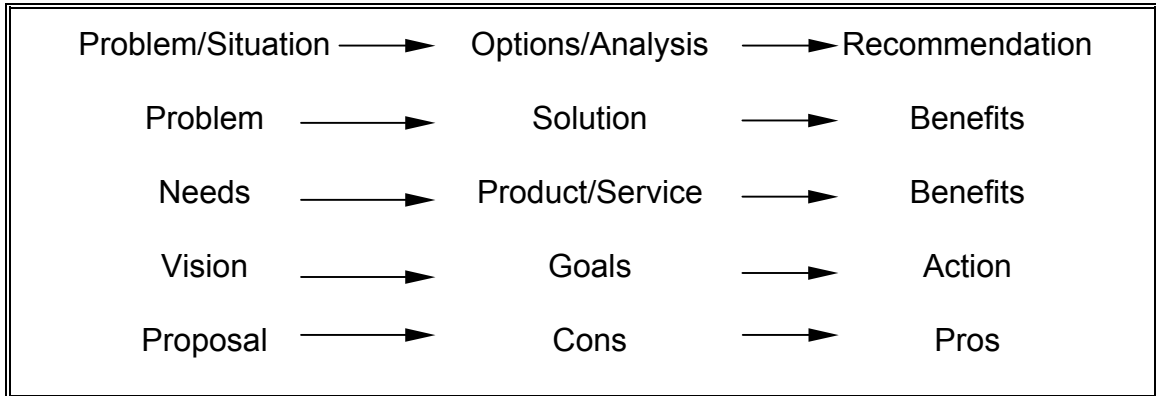 Problem/Situation Options/Analysis Recommendation
Problem Solution Benefits
Needs Product/Service Benefits
Vision Goals Action
Proposal Cons Pros